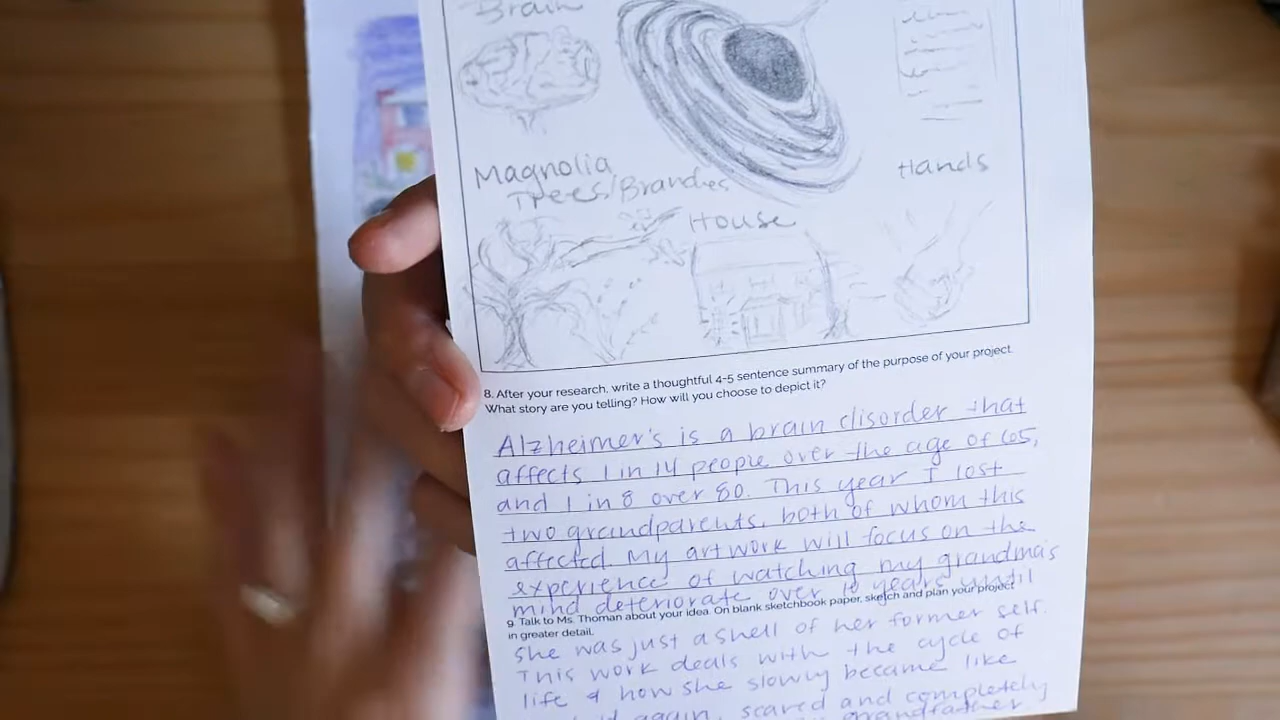 Brain
Magnolia
Trees/Branches
House
Hands
8. After your research, write a thoughtful 4-5 sentence summary of the purpose of your project.
What story are you telling? How will you choose to depict it?
Alzheimer's is a brain disorder that
affects 1 in 14 people over the age of 65,
and 1 in 8 over 80. This year I lost
two grandparents, both of whom this
affected. My artwork will focus on the
experience of watching my grandma's
mind deteriorate over 10 years until
9. Talk to Ms. Thoman about your idea. On blank sketchbook paper, sketch and plan your project
in greater detail.
she was just a shell of her former self.
This work deals with the cycle of
life & how she slowly became like
again, scared and completely
grandfather